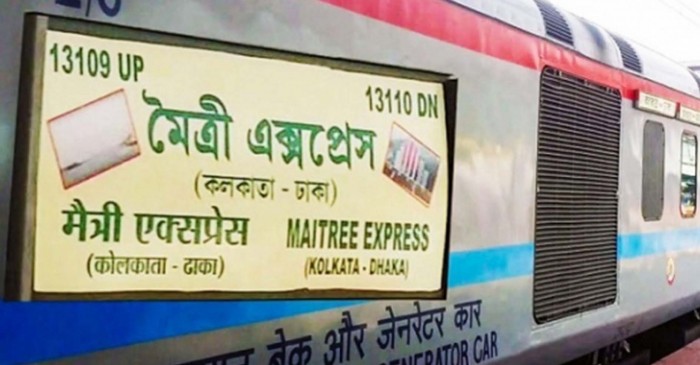 13109 UP
13110 DN
মৈত্রী এক্সপ্রেস
(কলকাতা - ঢাকা)
मैत्री एक्सप्रेस
(कोलकाता - ढाका)
MAITREE EXPRESS
(KOLKATA - DHAKA)
ब्रेक और जेनरेटर कार
GENERATOR CAR